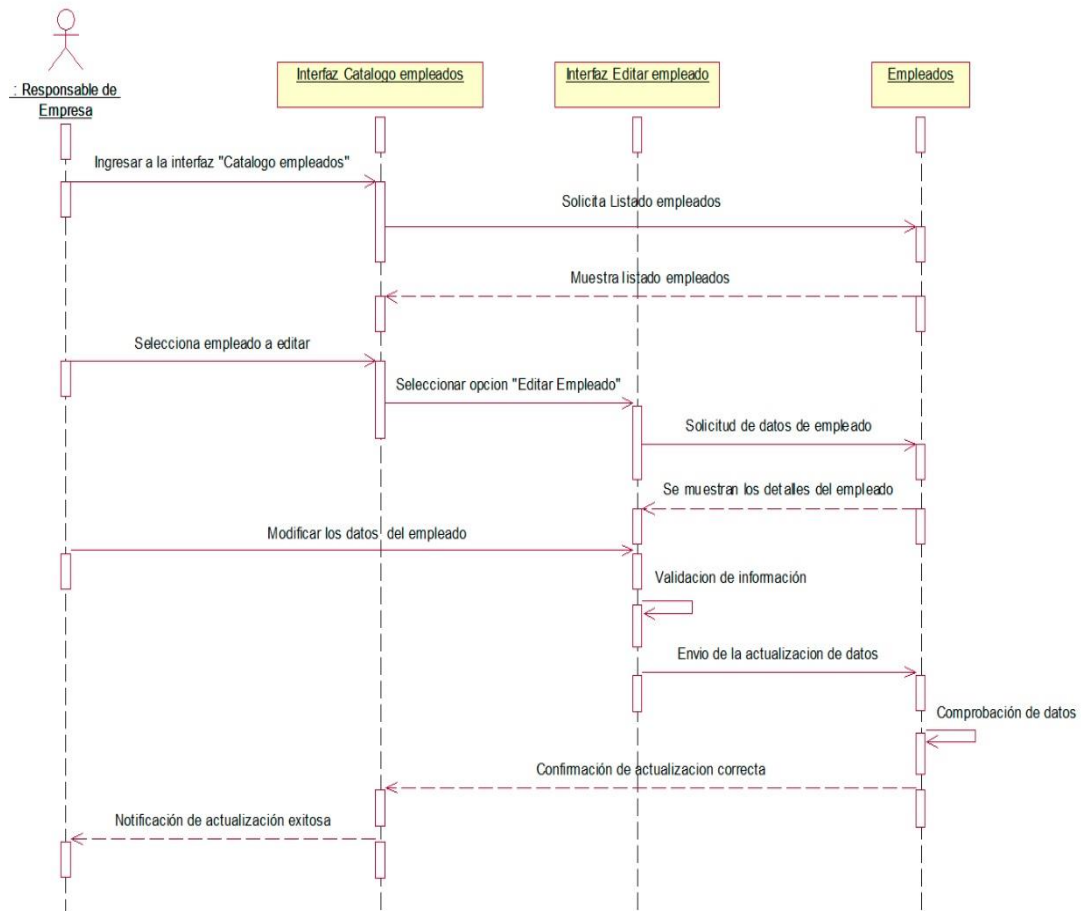 : Responsable de
Empresa
Interfaz Catalogo empleados
Interfaz Editar empleado
Empleados
Ingresar a la interfaz "Catalogo empleados"
Solicita Listado empleados
Muestra listado empleados
Selecciona empleado a editar
Seleccionar opcion "Editar Empleado"
Solicitud de datos de empleado
Se muestran los detalles del empleado
Modificar los datos del empleado
Validacion de información
Envio de la actualizacion de datos
Comprobación de datos
Confirmación de actualizacion correcta
Notificación de actualización exitosa